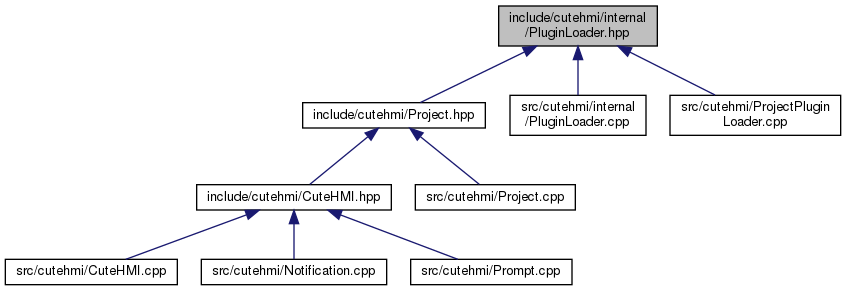 include/cutehmi/internal
/PluginLoader.hpp
include/cutehmi/Project.hpp
src/cutehmi/internal
/PluginLoader.cpp
src/cutehmi/ProjectPlugin
Loader.cpp
include/cutehmi/CuteHMI.hpp
src/cutehmi/Project.cpp
src/cutehmi/CuteHMI.cpp
src/cutehmi/Notification.cpp
src/cutehmi/Prompt.cpp